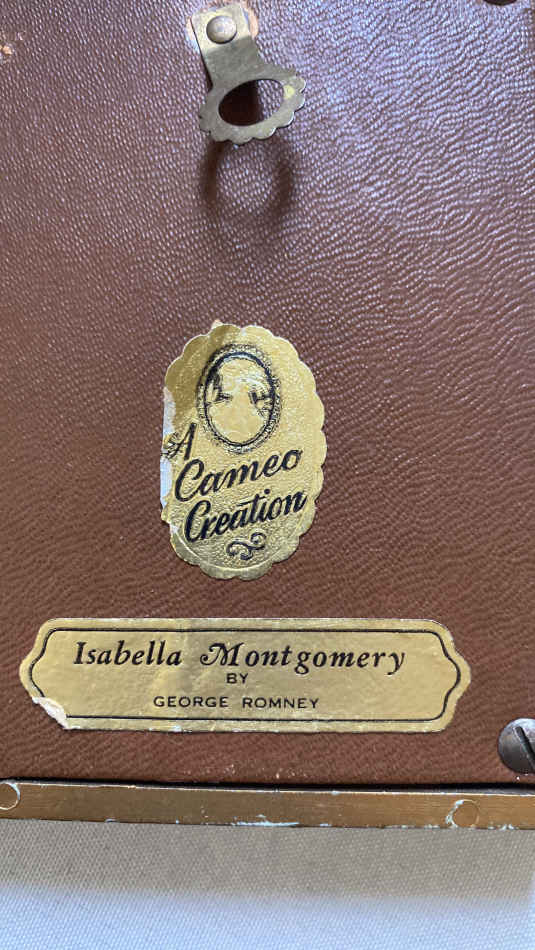 A
Cameo
Creation
Isabella Montgomery
BY
GEORGE ROMNEY